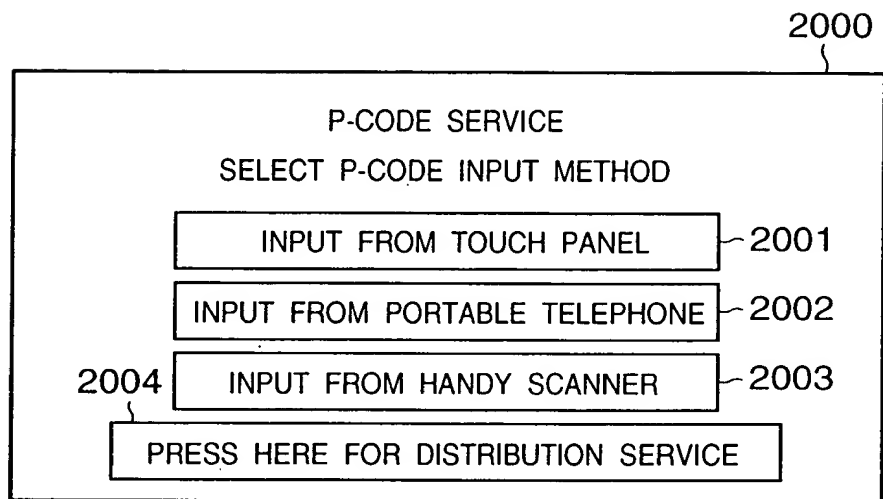 2000
P-CODE SERVICE
SELECT P-CODE INPUT METHOD
INPUT FROM TOUCH PANEL 2001
INPUT FROM PORTABLE TELEPHONE 2002
INPUT FROM HANDY SCANNER 2003
2004
PRESS HERE FOR DISTRIBUTION SERVICE